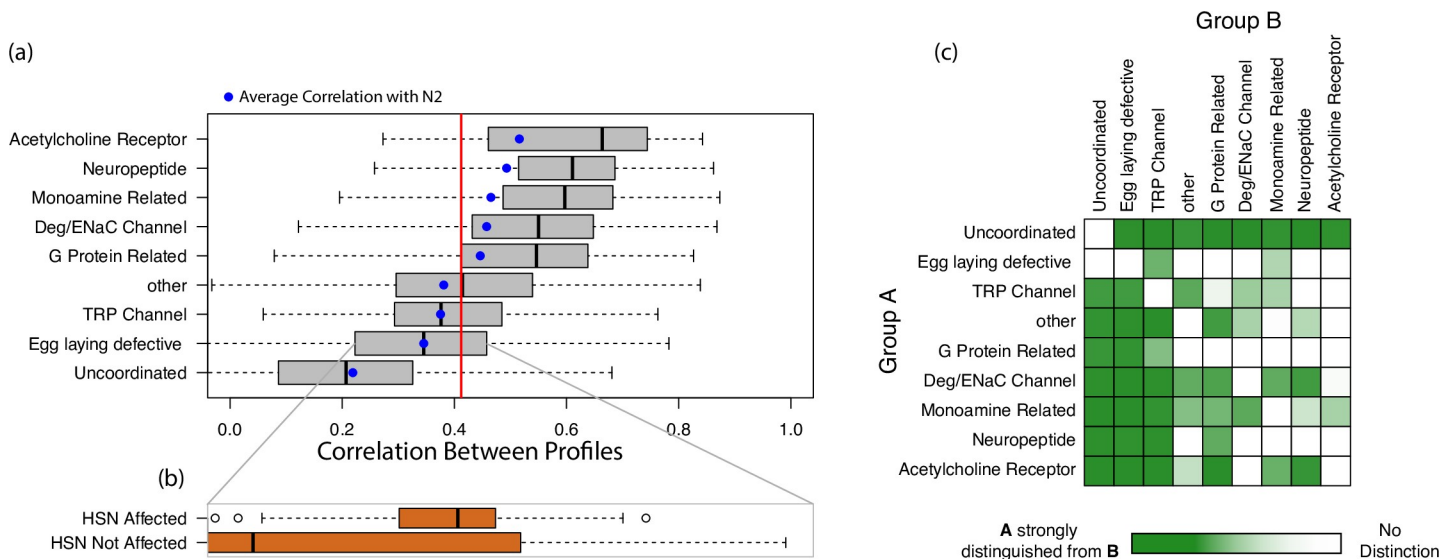 (a)
Average Correlation with N2
Acetylcholine Receptor
Neuropeptide
Monoamine Related
Deg/ENaC Channel
G Protein Related
other
TRP Channel
Egg laying defective
Uncoordinated
0.0 0.2 0.4 0.6 0.8 1.0
Correlation Between Profiles
(b)
HSN Affected
HSN Not Affected
(c)
Group B
Uncoordinated
Egg laying defective
TRP Channel
other
G Protein Related
Deg/ENaC Channel
Monoamine Related
Neuropeptide
Acetylcholine Receptor
Group A
Uncoordinated
Egg laying defective
TRP Channel
other
G Protein Related
Deg/ENaC Channel
Monoamine Related
Neuropeptide
Acetylcholine Receptor
A strongly
distinguished from B
No
Distinction